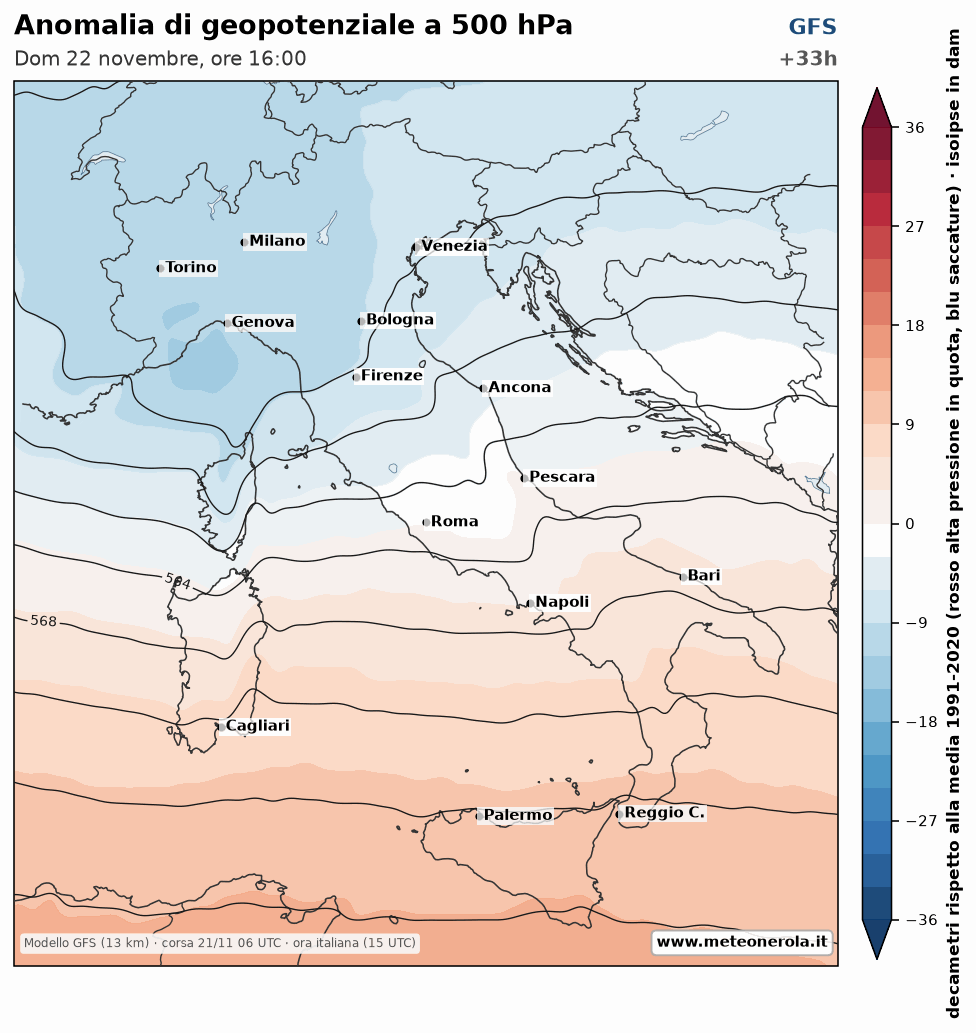 Anomalia di geopotenziale a 500 hPa
GFS
Dom 22 novembre, ore 16:00
+33h
Milano
Venezia
Torino
Genova
Bologna
Firenze
Ancona
Pescara
Roma
Bari
564
Napoli
568
Cagliari
Palermo
Reggio C.
Modello GFS (13 km) · corsa 21/11 06 UTC · ora italiana (15 UTC)
www.meteonerola.it
36
27
18
9
0
−9
−18
−27
−36
decametri rispetto alla media 1991-2020 (rosso alta pressione in quota, blu saccature) · isoipse in dam